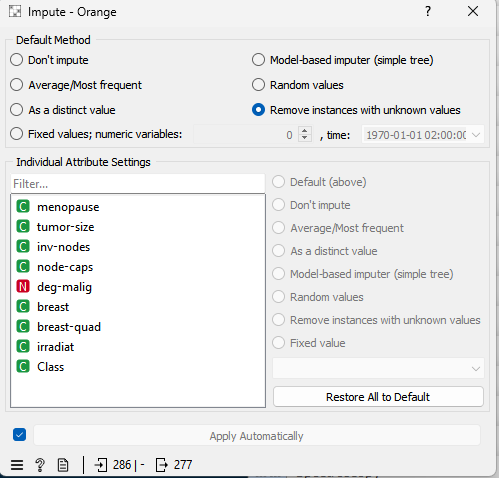 Impute - Orange
Default Method
Don't impute
Model-based imputer (simple tree)
Average/Most frequent
Random values
As a distinct value
Remove instances with unknown values
Fixed values; numeric variables: 0 , time: 1970-01-01 02:00:00
Individual Attribute Settings
Filter...
C menopause
C tumor-size
C inv-nodes
C node-caps
N deg-malig
C breast
C breast-quad
C irradiat
C Class
Default (above)
Don't impute
Average/Most frequent
As a distinct value
Model-based imputer (simple tree)
Random values
Remove instances with unknown values
Fixed value
Restore All to Default
Apply Automatically
286 | - 277